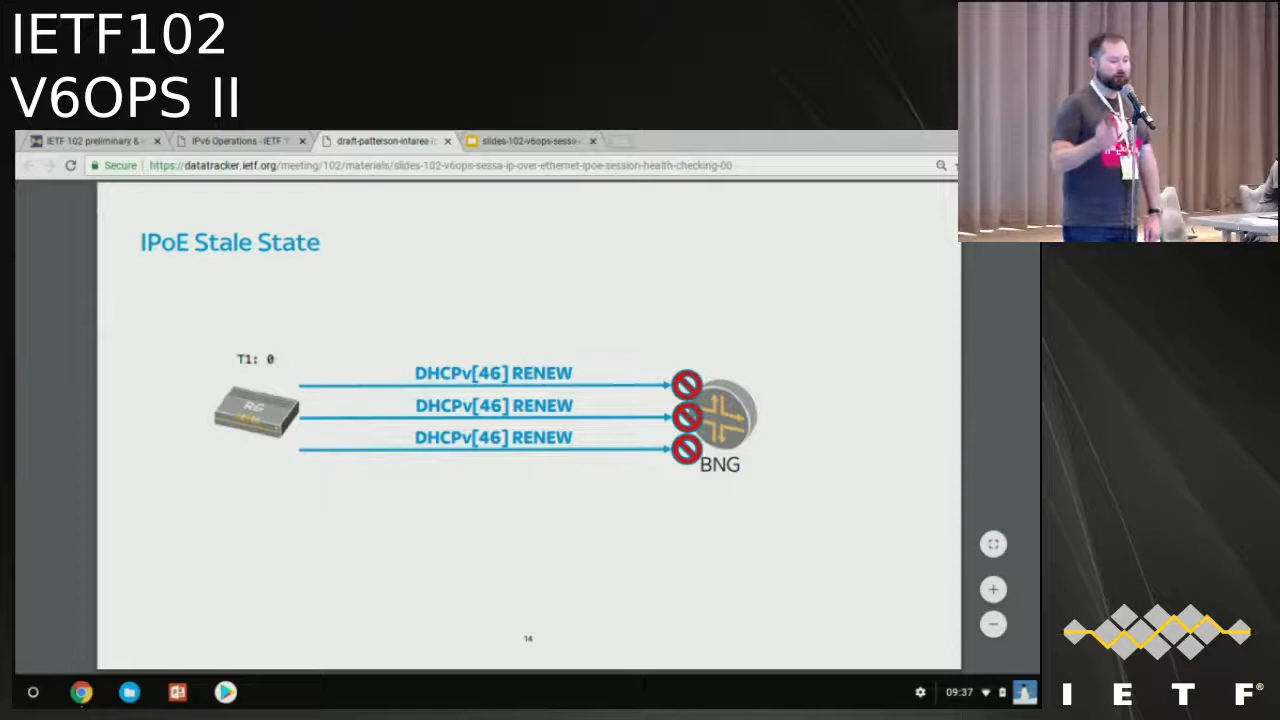 IETF102
V6OPS II
IETF 102 preliminary &
IPv6 Operations - IETF
draft-patterson-intarea-
slides-102-v6ops-sessa
Secure
https://datatracker.ietf.org/meeting/102/materials/slides-102-v6ops-sessa-ip-over-ethernet-ipoe-session-health-checking-00
IPoE Stale State
T1: 0
RG
DHCPv[46] RENEW
DHCPv[46] RENEW
DHCPv[46] RENEW
BNG
14
09:37
I E T F®